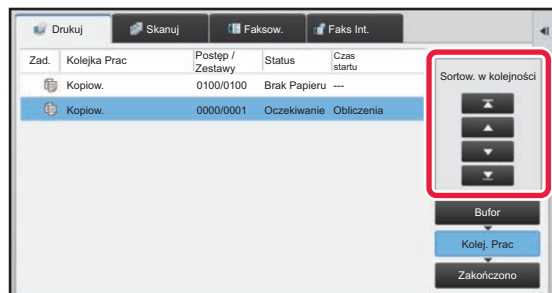 Drukuj Skanuj Faksow. Faks Int.
Zad. Kolejka Prac Postęp / Zestawy Status Czas startu
Kopiow. 0100/0100 Brak Papieru ---
Kopiow. 0000/0001 Oczekiwanie Obliczenia
Sortow. w kolejności
Bufor
Kolej. Prac
Zakończono